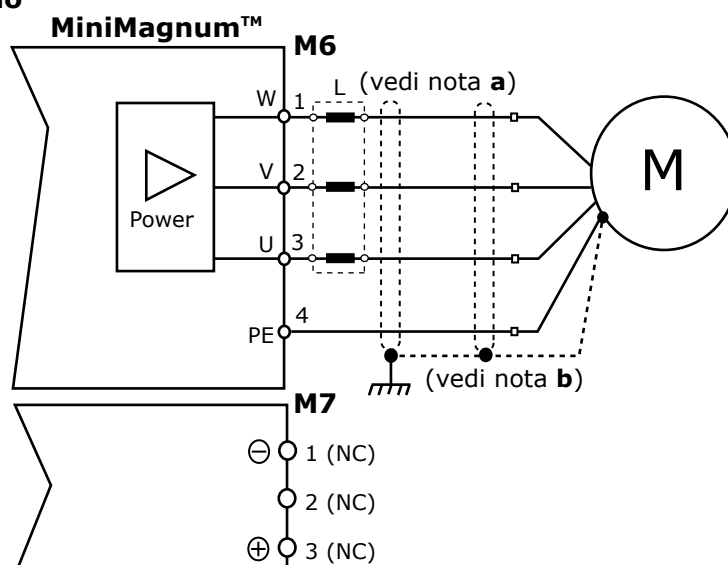 MiniMagnum™
M6
W 1 L (vedi nota a)
V 2
Power
U 3
M
PE 4
(vedi nota b)
M7
⊖ 1 (NC)
2 (NC)
⊕ 3 (NC)